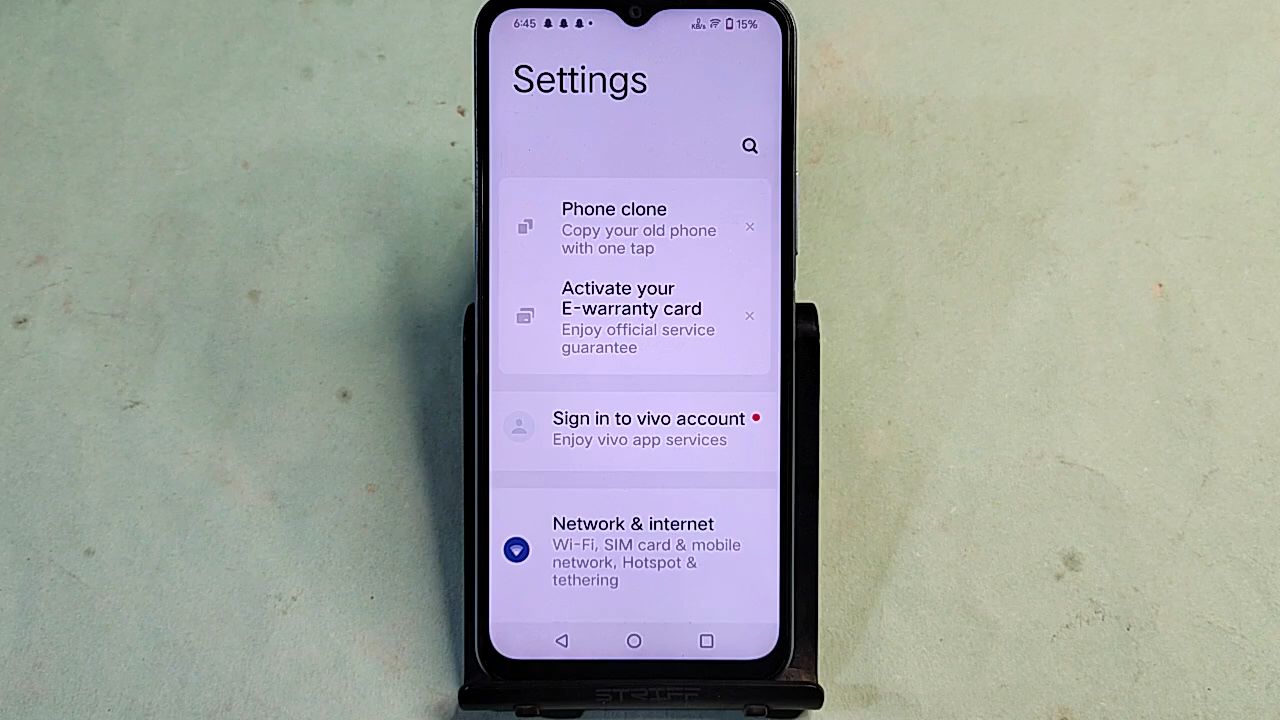 6:45 KB/s 15%
Settings
Phone clone
Copy your old phone
with one tap
Activate your
E-warranty card
Enjoy official service
guarantee
Sign in to vivo account
Enjoy vivo app services
Network & internet
Wi-Fi, SIM card & mobile
network, Hotspot &
tethering
STRIFF